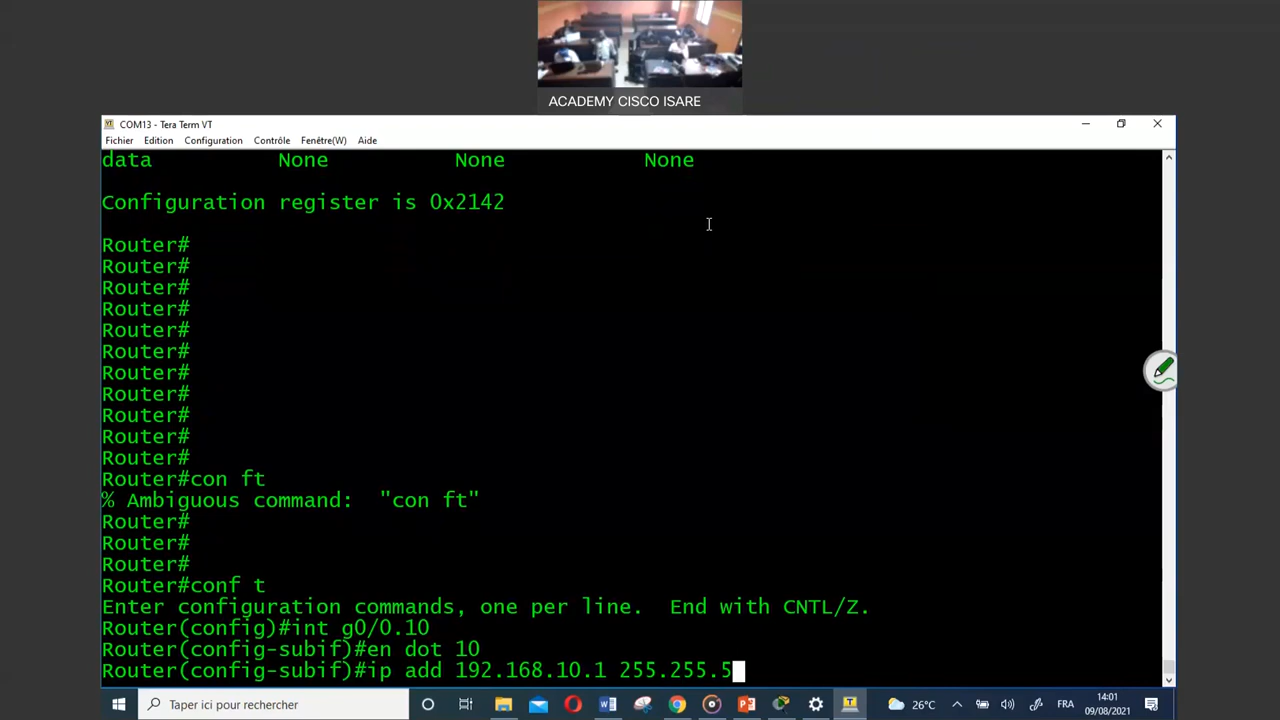 ACADEMY CISCO ISARE
COM13 - Tera Term VT
Fichier Edition Configuration Contrôle Fenêtre(W) Aide
data None None None
Configuration register is 0x2142
Router#
Router#
Router#
Router#
Router#
Router#
Router#
Router#
Router#
Router#
Router#
Router#con ft
% Ambiguous command: "con ft"
Router#
Router#
Router#
Router#conf t
Enter configuration commands, one per line. End with CNTL/Z.
Router(config)#int g0/0.10
Router(config-subif)#en dot 10
Router(config-subif)#ip add 192.168.10.1 255.255.5
Taper ici pour rechercher
26°C
FRA
14:01
09/08/2021